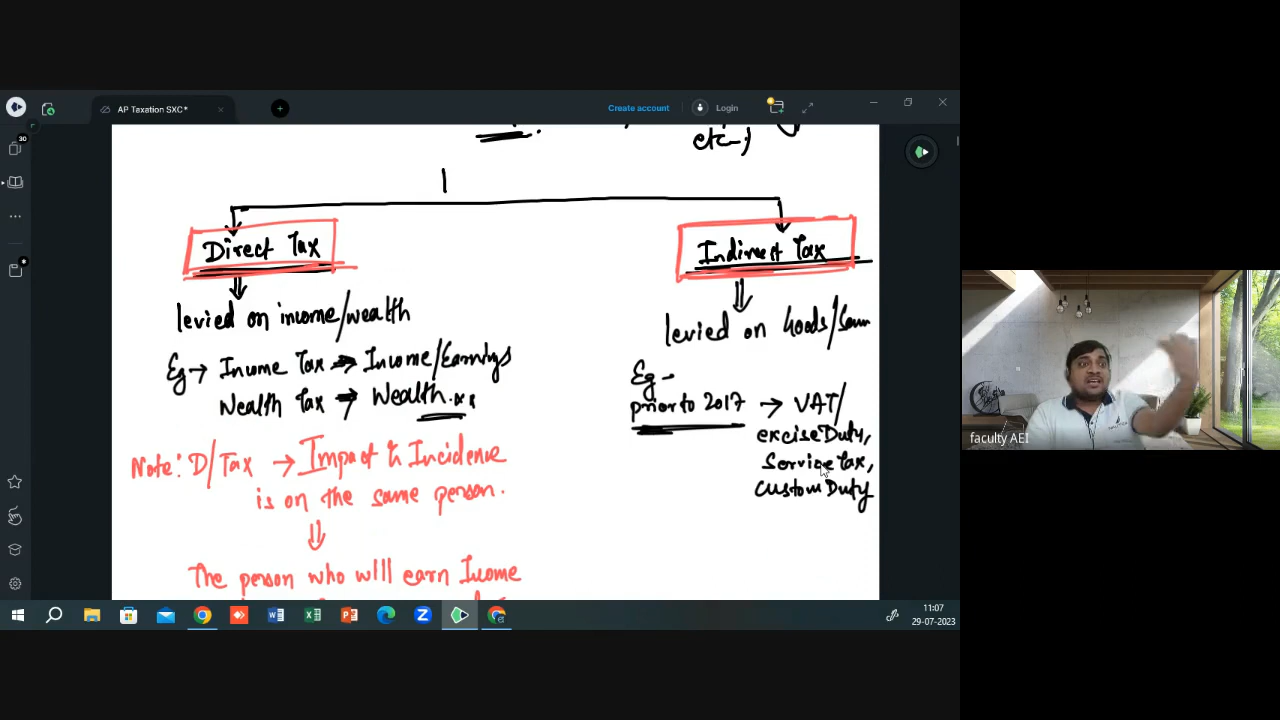 AP Taxation SXC*
Create account
Login
30
etc-,)
Direct Tax
Indirect Tax
levied on income/wealth
levied on Goods/
Eg → Income Tax → Income/Earnings
Wealth Tax → Wealth.
Eg -
prior to 2017 → VAT/
excise Duty,
Service Tax,
Custom Duty
Note: D/Tax → Impact & Incidence
is on the same person.
The person who will earn Income
faculty AEI
11:07
29-07-2023